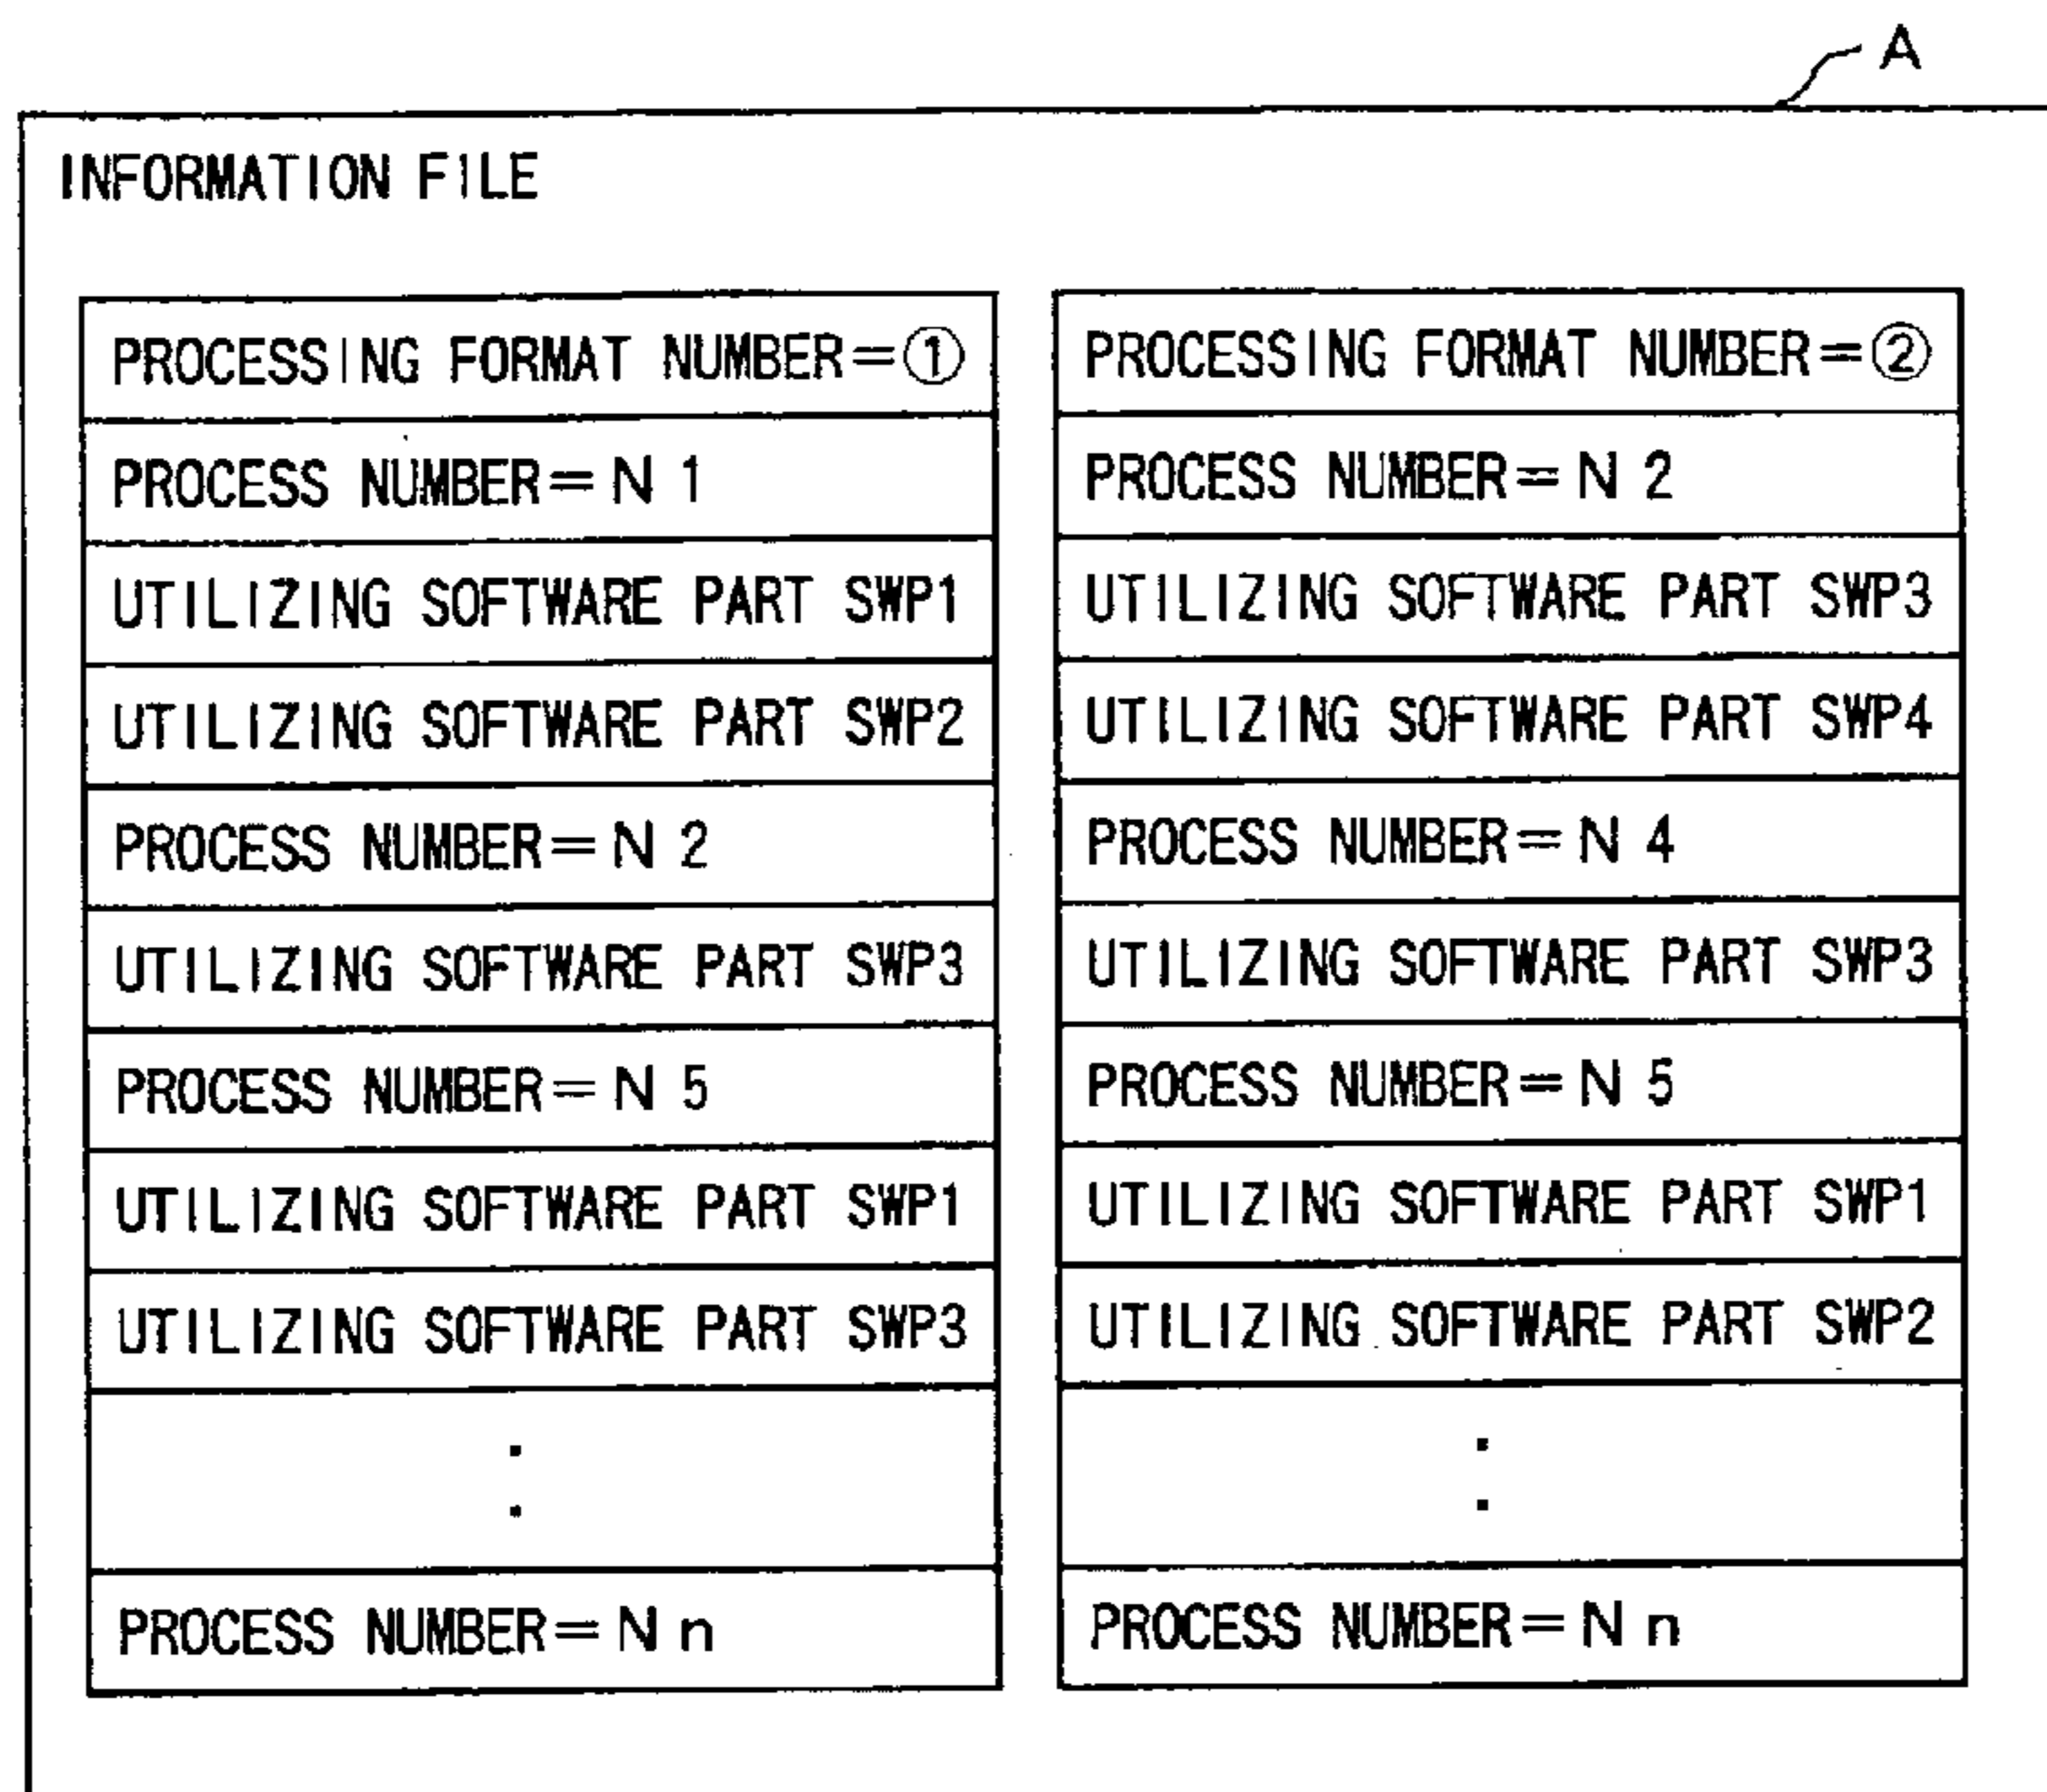 A
INFORMATION FILE
PROCESSING FORMAT NUMBER=①
PROCESS NUMBER=N 1
UTILIZING SOFTWARE PART SWP1
UTILIZING SOFTWARE PART SWP2
PROCESS NUMBER=N 2
UTILIZING SOFTWARE PART SWP3
PROCESS NUMBER=N 5
UTILIZING SOFTWARE PART SWP1
UTILIZING SOFTWARE PART SWP3
:
PROCESS NUMBER=N n
PROCESSING FORMAT NUMBER=②
PROCESS NUMBER=N 2
UTILIZING SOFTWARE PART SWP3
UTILIZING SOFTWARE PART SWP4
PROCESS NUMBER=N 4
UTILIZING SOFTWARE PART SWP3
PROCESS NUMBER=N 5
UTILIZING SOFTWARE PART SWP1
UTILIZING SOFTWARE PART SWP2
:
PROCESS NUMBER=N n